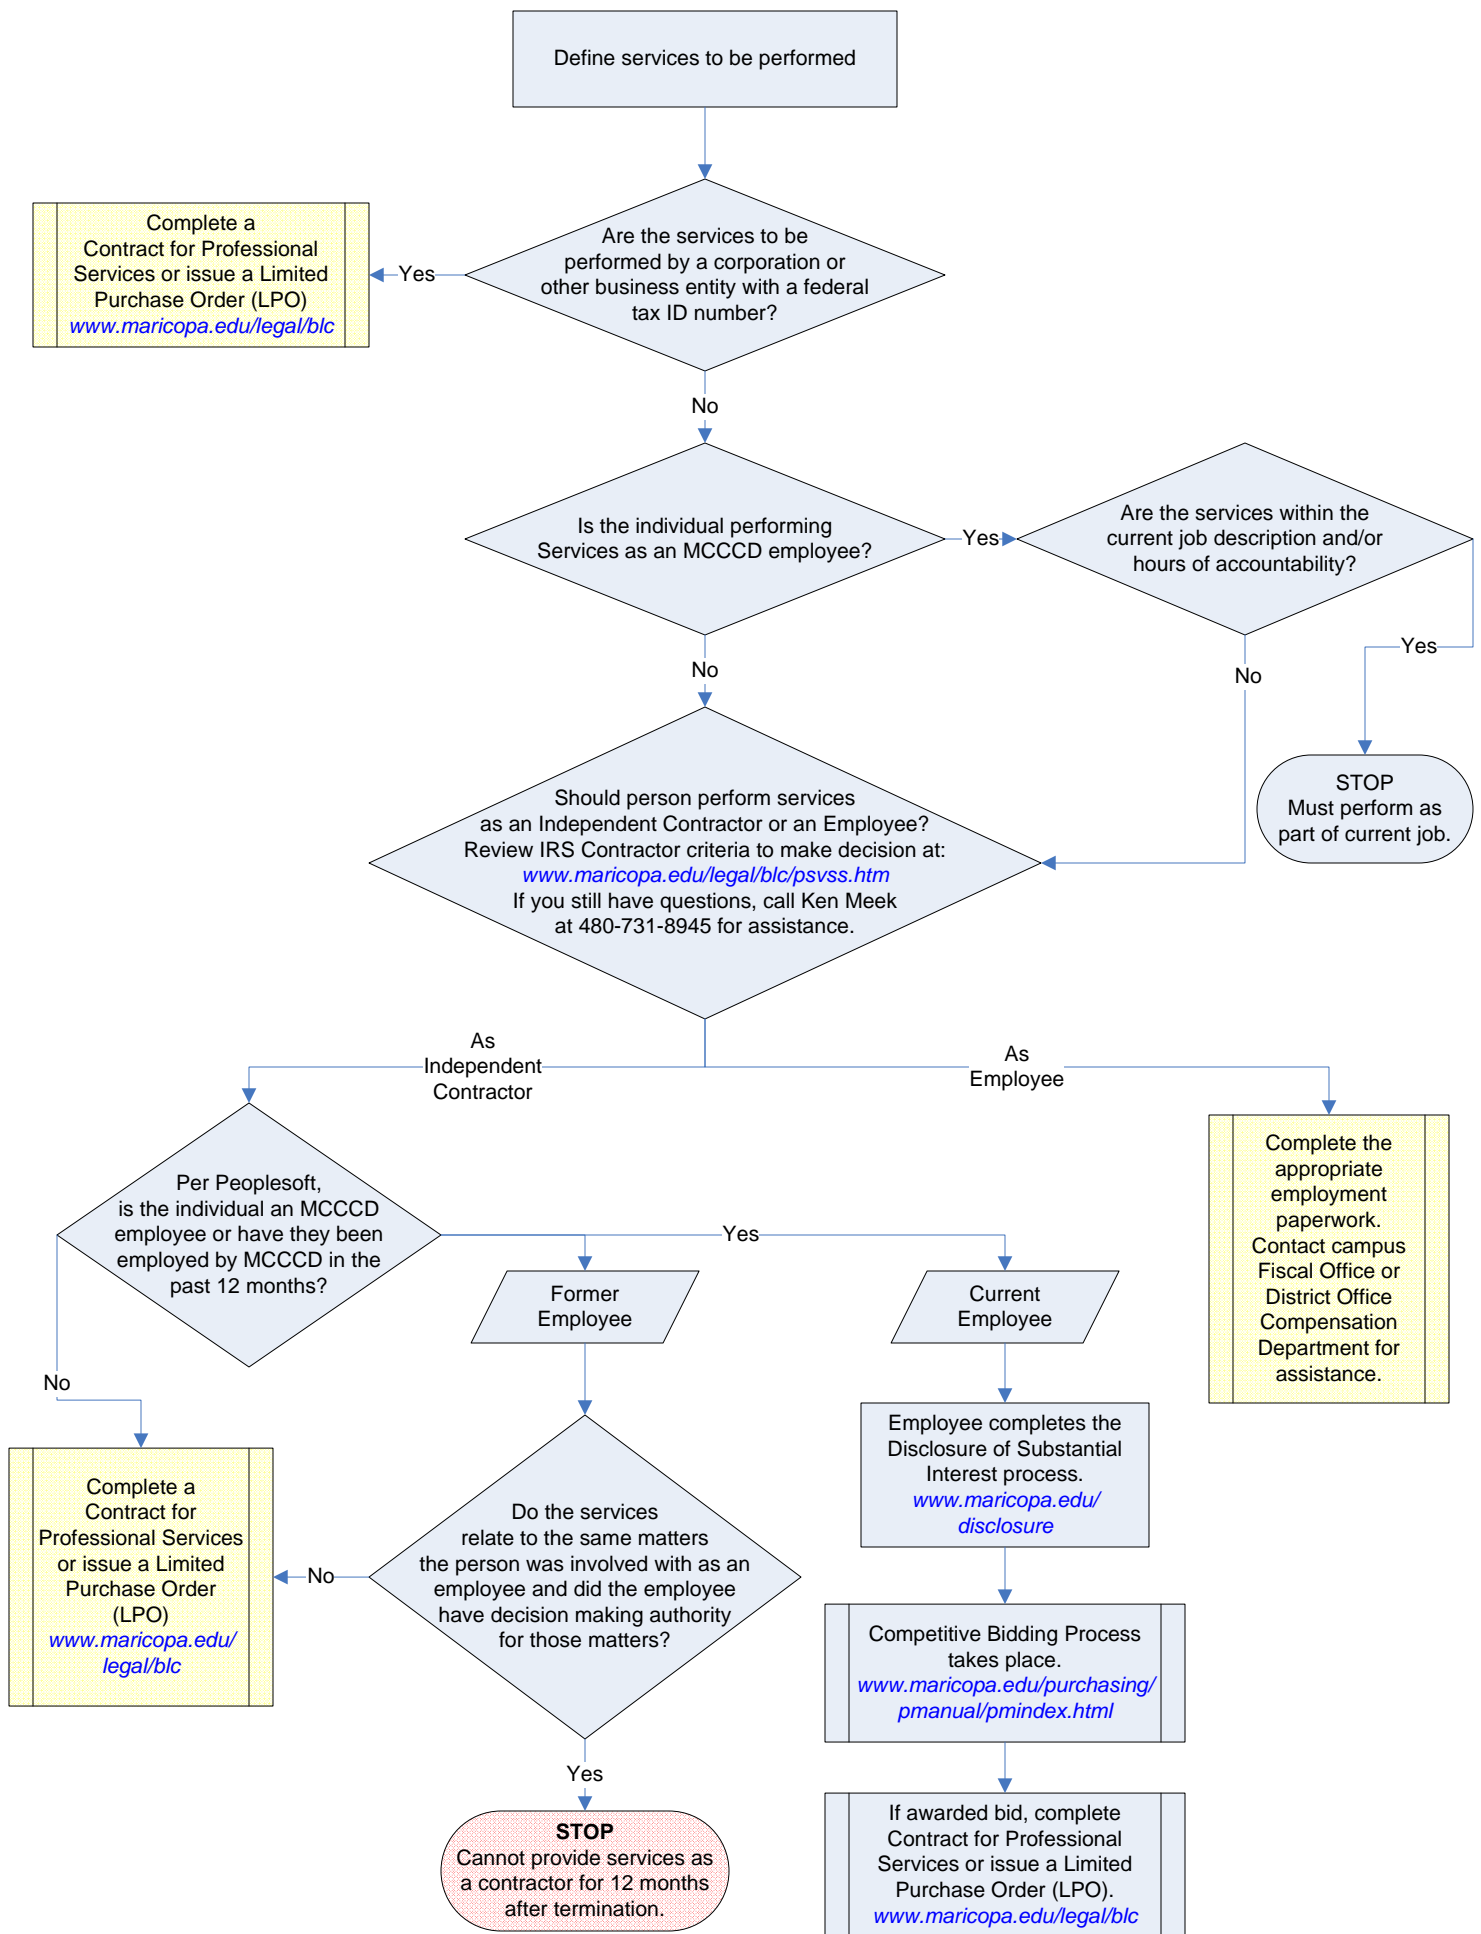 Define services to be performed
Complete a
Contract for Professional
Services or issue a Limited
Purchase Order (LPO)
www.maricopa.edu/legal/blc
Yes
Are the services to be
performed by a corporation or
other business entity with a federal
tax ID number?
No
Is the individual performing
Services as an MCCCD employee?
Yes
Are the services within the
current job description and/or
hours of accountability?
Yes
No
No
STOP
Must perform as
part of current job.
Should person perform services
as an Independent Contractor or an Employee?
Review IRS Contractor criteria to make decision at:
www.maricopa.edu/legal/blc/psvss.htm
If you still have questions, call Ken Meek
at 480-731-8945 for assistance.
As
Independent
Contractor
As
Employee
Per Peoplesoft,
is the individual an MCCCD
employee or have they been
employed by MCCCD in the
past 12 months?
Yes
Former
Employee
Current
Employee
Complete the
appropriate
employment
paperwork.
Contact campus
Fiscal Office or
District Office
Compensation
Department for
assistance.
No
Complete a
Contract for
Professional Services
or issue a Limited
Purchase Order
(LPO)
www.maricopa.edu/
legal/blc
No
Do the services
relate to the same matters
the person was involved with as an
employee and did the employee
have decision making authority
for those matters?
Employee completes the
Disclosure of Substantial
Interest process.
www.maricopa.edu/
disclosure
Competitive Bidding Process
takes place.
www.maricopa.edu/purchasing/
pmanual/pmindex.html
Yes
STOP
Cannot provide services as
a contractor for 12 months
after termination.
If awarded bid, complete
Contract for Professional
Services or issue a Limited
Purchase Order (LPO).
www.maricopa.edu/legal/blc